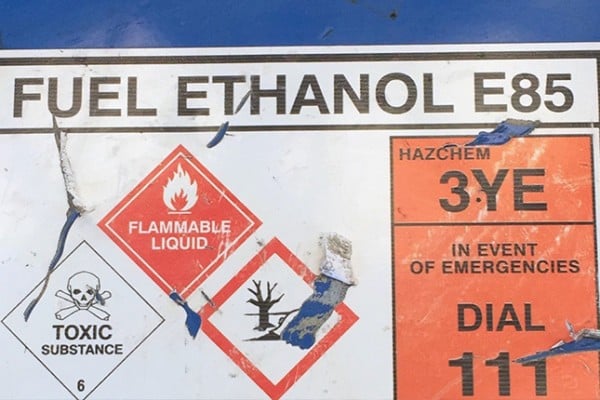 FUEL ETHANOL E85
FLAMMABLE
LIQUID
TOXIC
SUBSTANCE
6
HAZCHEM
3YE
IN EVENT
OF EMERGENCIES
DIAL
111